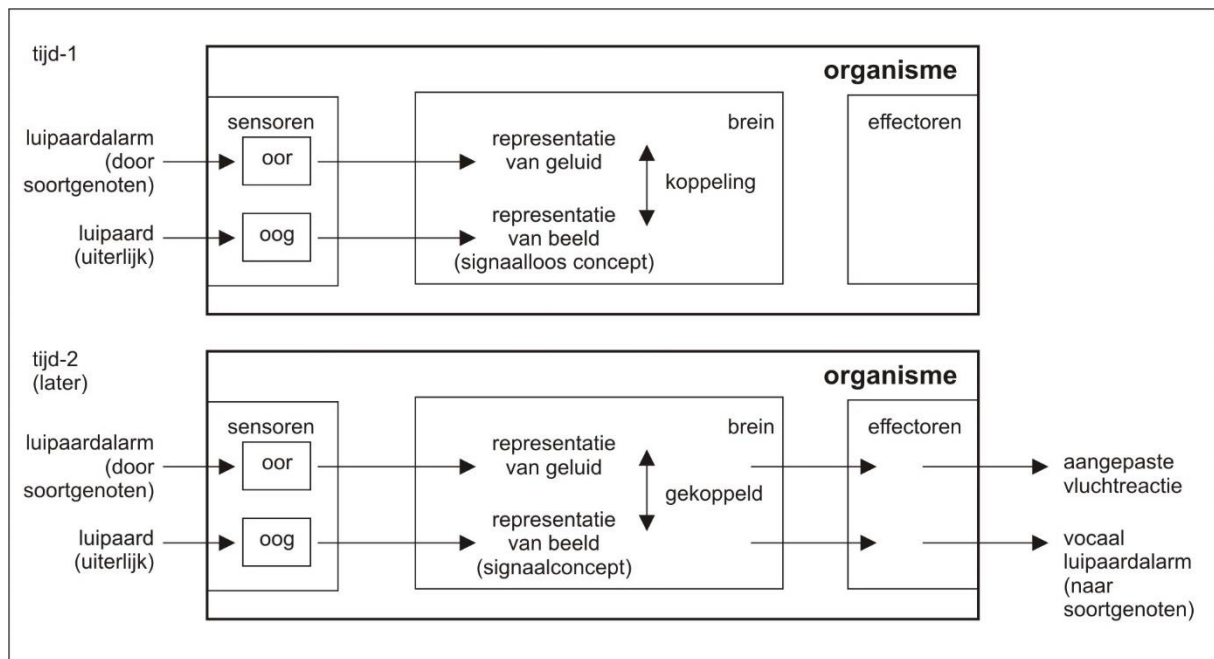 tijd-1
organisme
sensoren
brein
effectoren
luipaardalarm
(door
soortgenoten)
oor
representatie
van geluid
koppeling
luipaard
(uiterlijk)
oog
representatie
van beeld
(signaalloos concept)
tijd-2
(later)
organisme
sensoren
brein
effectoren
luipaardalarm
(door
soortgenoten)
oor
representatie
van geluid
gekoppeld
aangepaste
vluchtreactie
luipaard
(uiterlijk)
oog
representatie
van beeld
(signaalconcept)
vocaal
luipaardalarm
(naar
soortgenoten)